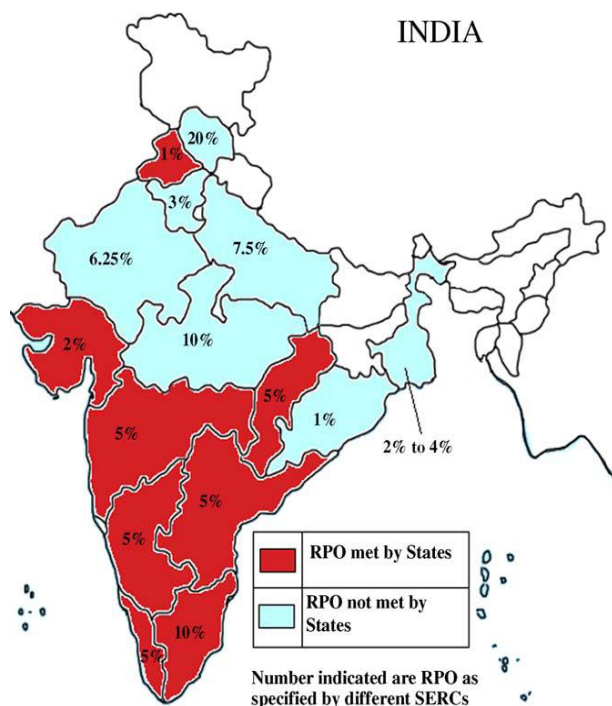 INDIA
20%
1%
3%
6.25%
7.5%
10%
2%
5%
5%
1%
2% to 4%
5%
5%
10%
5%
RPO met by States
RPO not met by
States
Number indicated are RPO as
specified by different SERCs